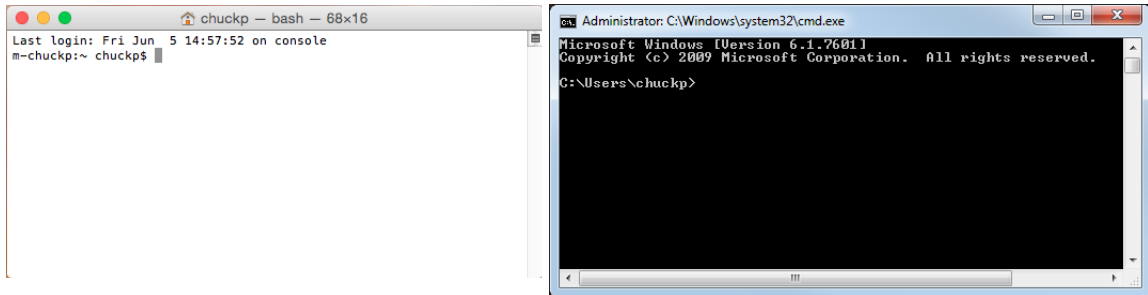 chuckp — bash — 68×16
Last login: Fri Jun  5 14:57:52 on console
m-chuckp:~ chuckp$
Administrator: C:\Windows\system32\cmd.exe
Microsoft Windows [Version 6.1.7601]
Copyright (c) 2009 Microsoft Corporation.  All rights reserved.
C:\Users\chuckp>